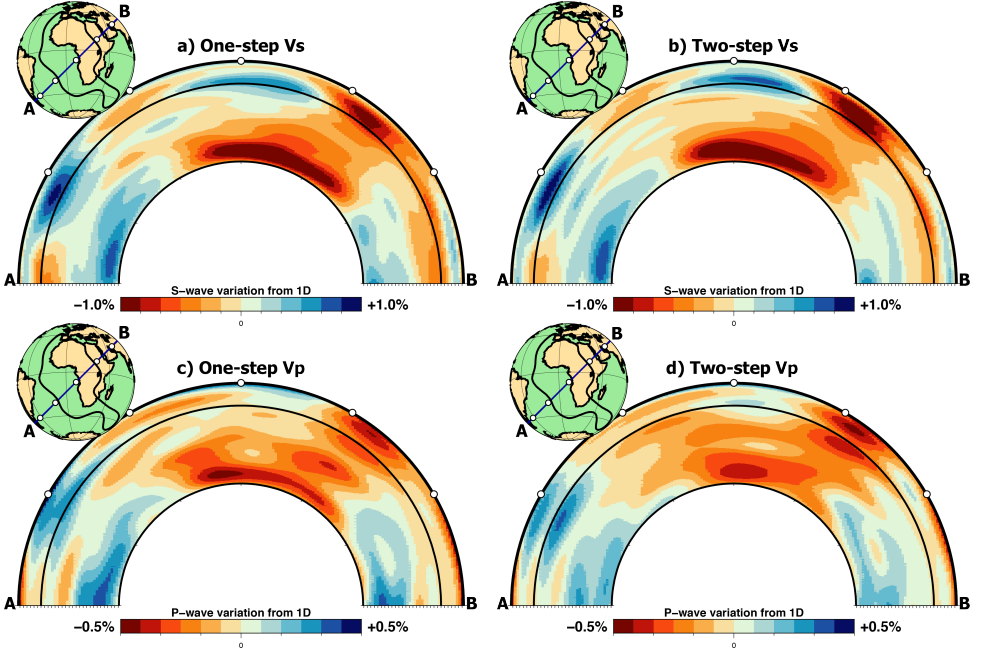 B
a) One-step Vs
A
A
B
S-wave variation from 1D
−1.0%
+1.0%
0
B
b) Two-step Vs
A
A
B
S-wave variation from 1D
−1.0%
+1.0%
0
B
c) One-step Vp
A
A
B
P-wave variation from 1D
−0.5%
+0.5%
0
B
d) Two-step Vp
A
A
B
P-wave variation from 1D
−0.5%
+0.5%
0